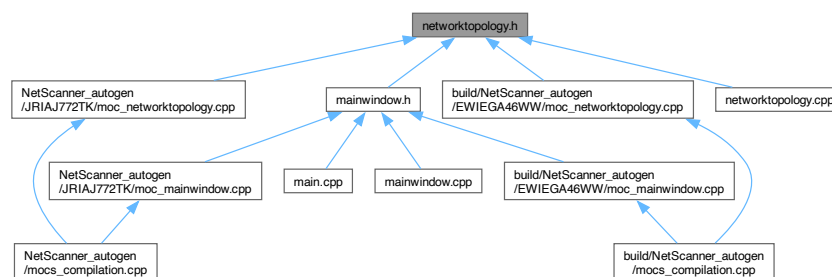 networktopology.h
NetScanner_autogen
/JRIAJ772TK/moc_networktopology.cpp
mainwindow.h
build/NetScanner_autogen
/EWIEGA46WW/moc_networktopology.cpp
networktopology.cpp
NetScanner_autogen
/JRIAJ772TK/moc_mainwindow.cpp
main.cpp
mainwindow.cpp
build/NetScanner_autogen
/EWIEGA46WW/moc_mainwindow.cpp
NetScanner_autogen
/mocs_compilation.cpp
build/NetScanner_autogen
/mocs_compilation.cpp